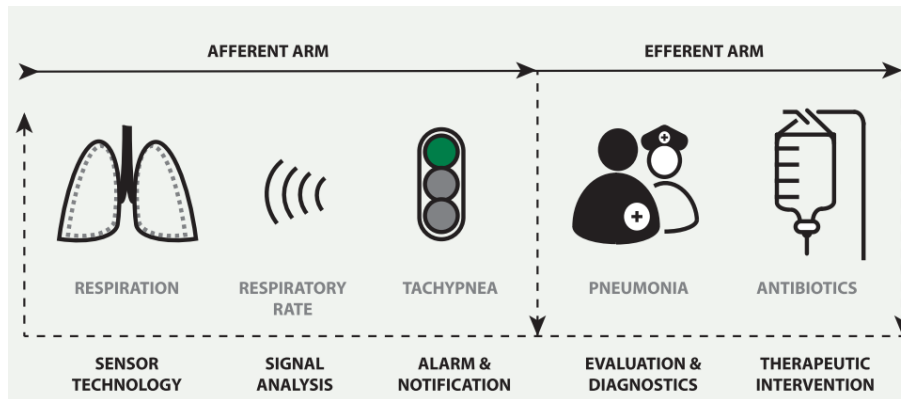 AFFERENT ARM
EFFERENT ARM
RESPIRATION
RESPIRATORY
RATE
TACHYPNEA
PNEUMONIA
ANTIBIOTICS
SENSOR
TECHNOLOGY
SIGNAL
ANALYSIS
ALARM &
NOTIFICATION
EVALUATION &
DIAGNOSTICS
THERAPEUTIC
INTERVENTION